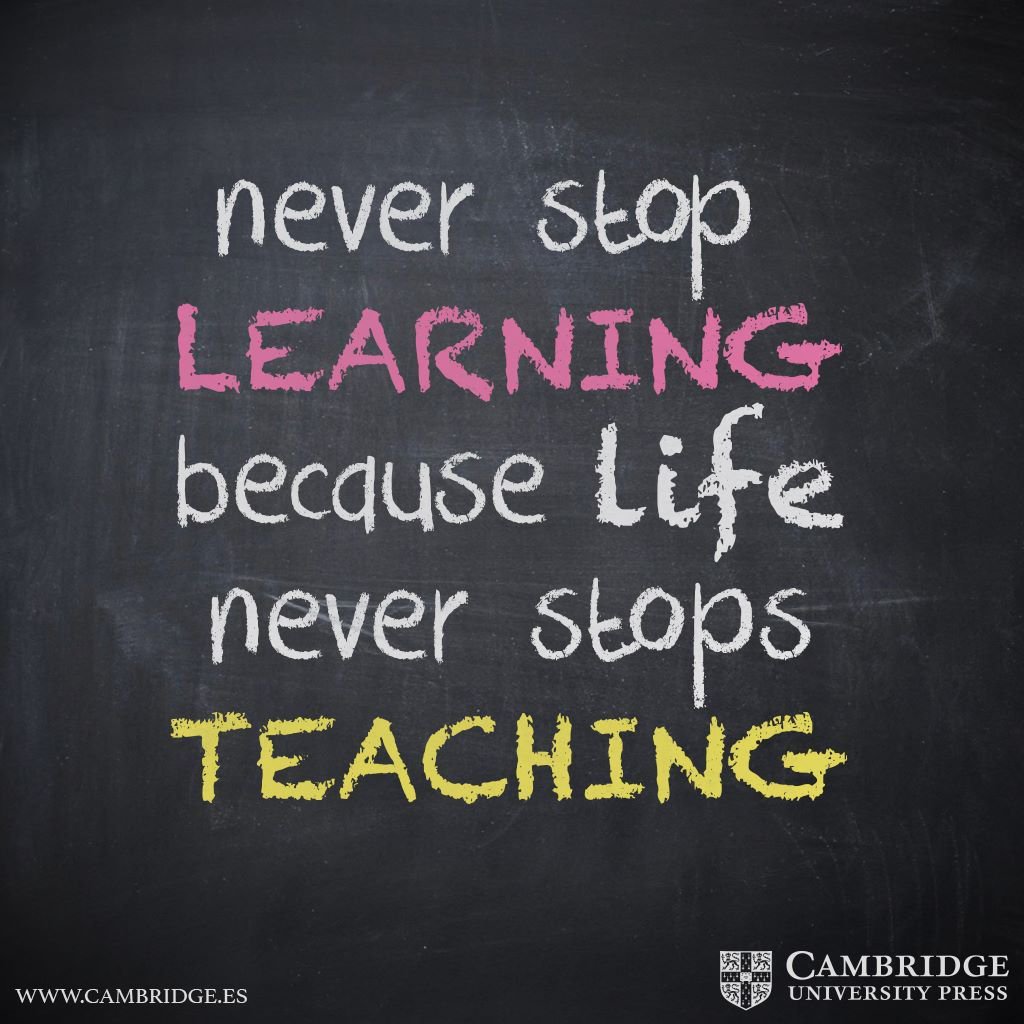 never stop
LEARNING
because life
never stops
TEACHING
WWW.CAMBRIDGE.ES
CAMBRIDGE
UNIVERSITY PRESS